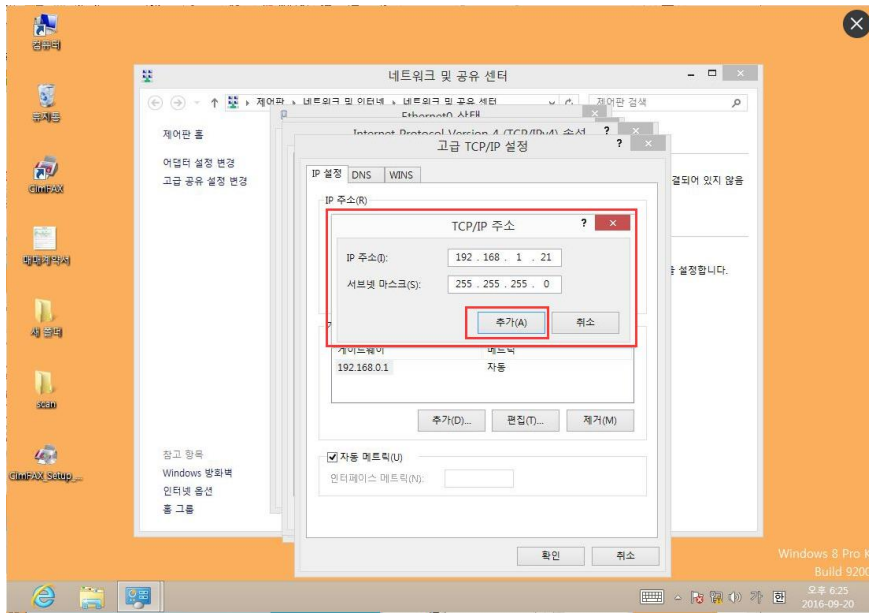 컴퓨터
휴지통
CimFAX
매매계약서
새 폴더
scan
CimFAX_Setup_...
네트워크 및 공유 센터
제어판 ▸ 네트워크 및 인터넷 ▸ 네트워크 및 공유 센터
제어판 검색
Ethernet0 상태
Internet Protocol Version 4 (TCP/IPv4) 속성
제어판 홈
어댑터 설정 변경
고급 공유 설정 변경
결되어 있지 않음
설정합니다.
고급 TCP/IP 설정
IP 설정 DNS WINS
IP 주소(R)
TCP/IP 주소
IP 주소(I): 192 . 168 . 1 . 21
서브넷 마스크(S): 255 . 255 . 255 . 0
추가(A) 취소
게이트웨이 메트릭
192.168.0.1 자동
추가(D)... 편집(T)... 제거(M)
자동 메트릭(U)
인터페이스 메트릭(N):
확인 취소
참고 항목
Windows 방화벽
인터넷 옵션
홈 그룹
Windows 8 Pro K
Build 9200
가 한
오후 6:25
2016-09-20